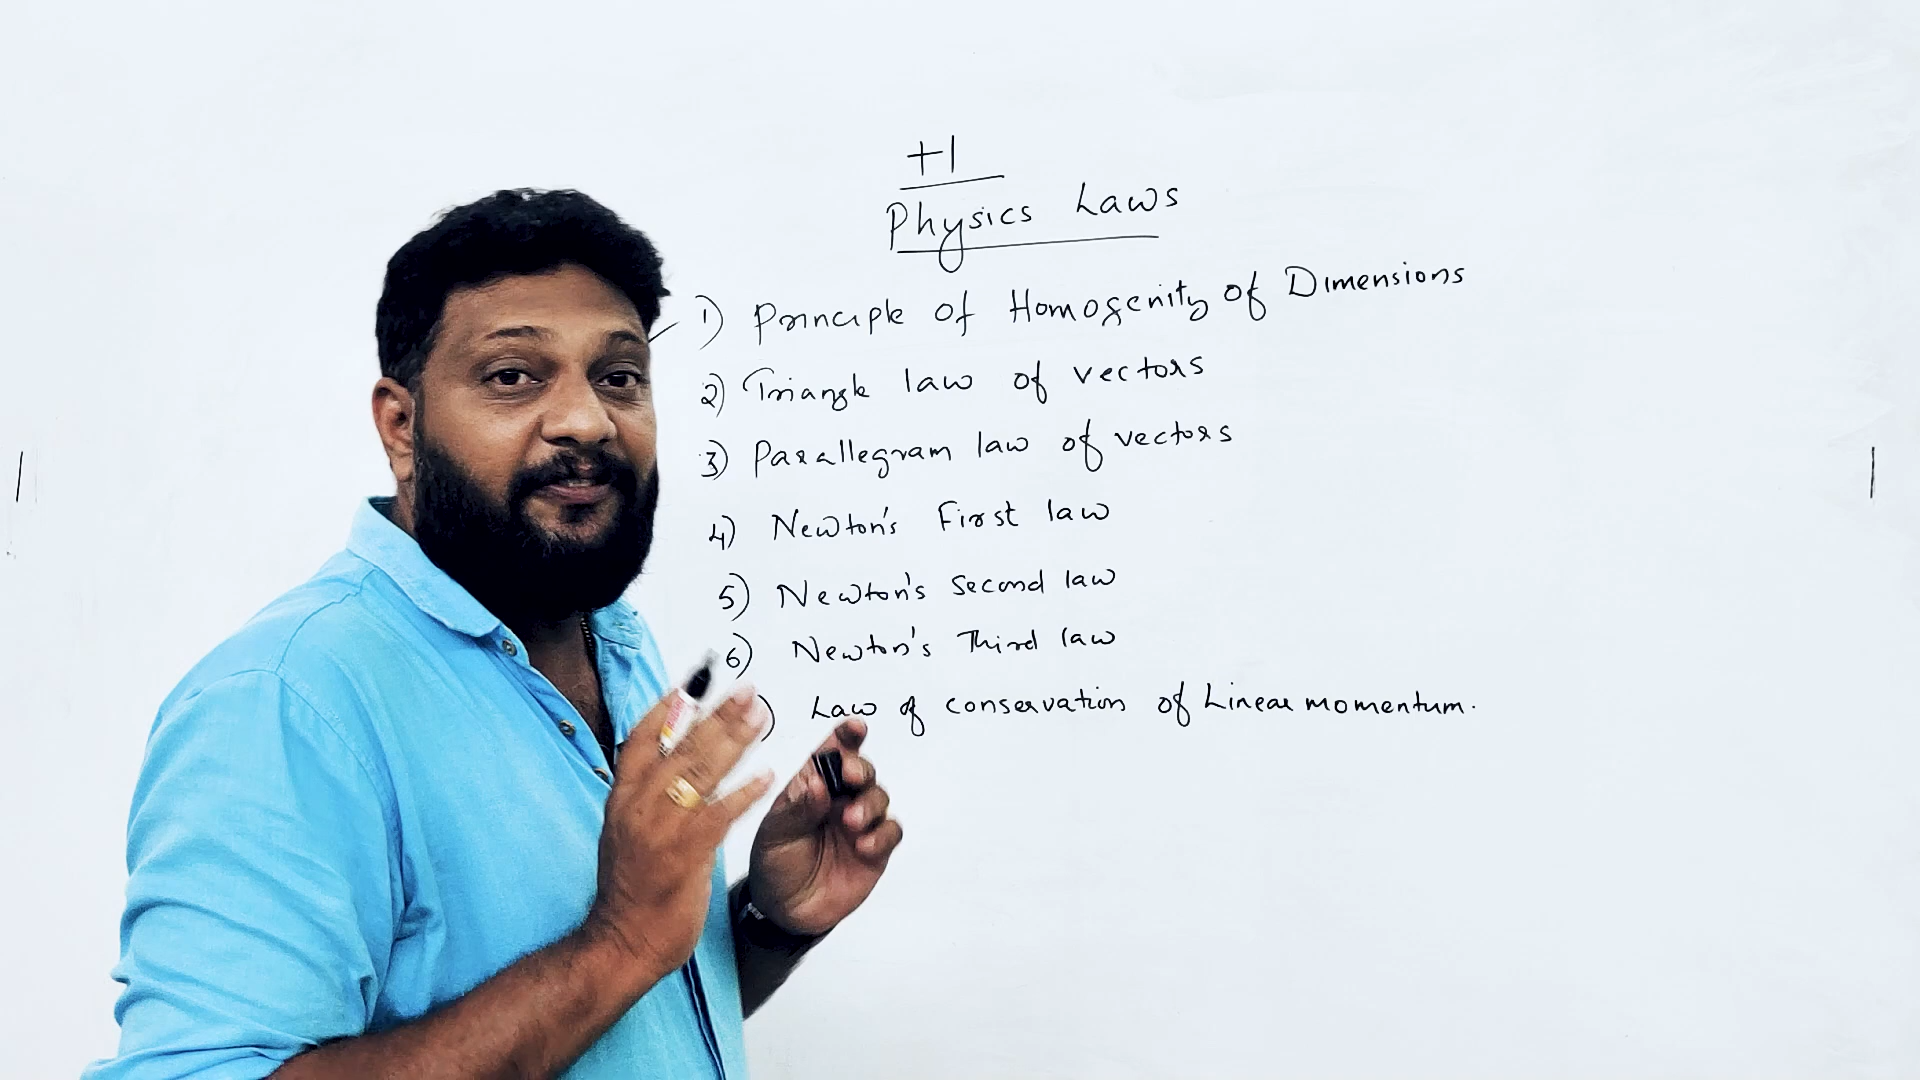 +1
Physics Laws
1) Principle of Homogenity of Dimensions
2) Triangle law of vectors
3) Parallegram law of vectors
4) Newton's First law
5) Newton's Second law
6) Newton's Third law
) Law of conservation of Linear momentum.